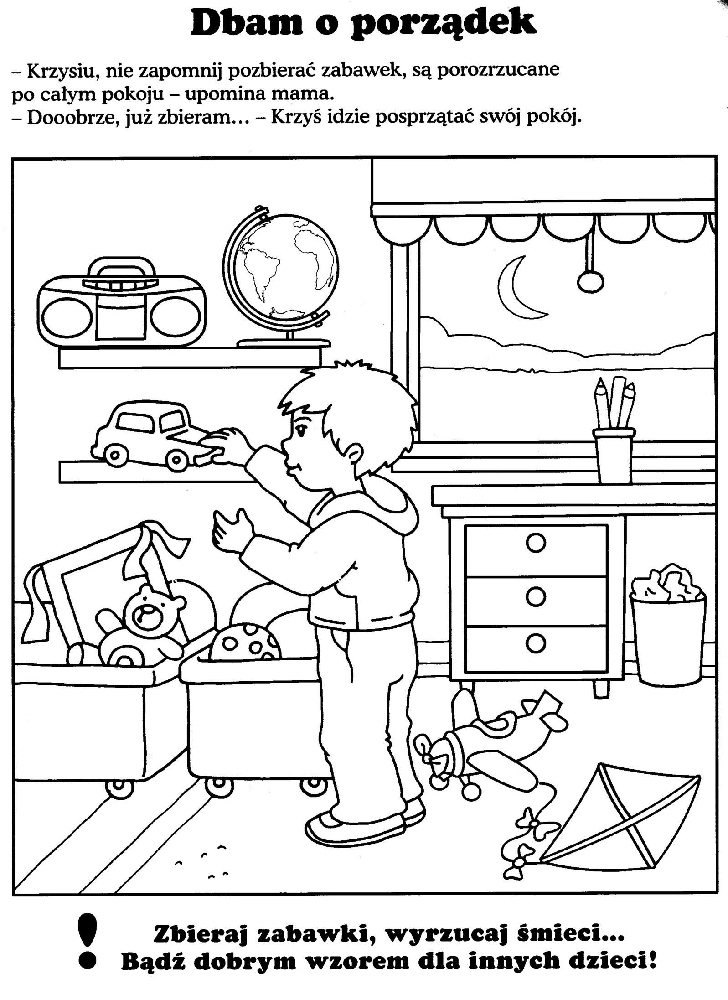 Dbam o porządek
– Krzysiu, nie zapomnij pozbierać zabawek, są porozrzucane
po całym pokoju – upomina mama.
– Dooobrze, już zbieram... – Krzyś idzie posprzątać swój pokój.
! Zbieraj zabawki, wyrzucaj śmieci...
Bądź dobrym wzorem dla innych dzieci!